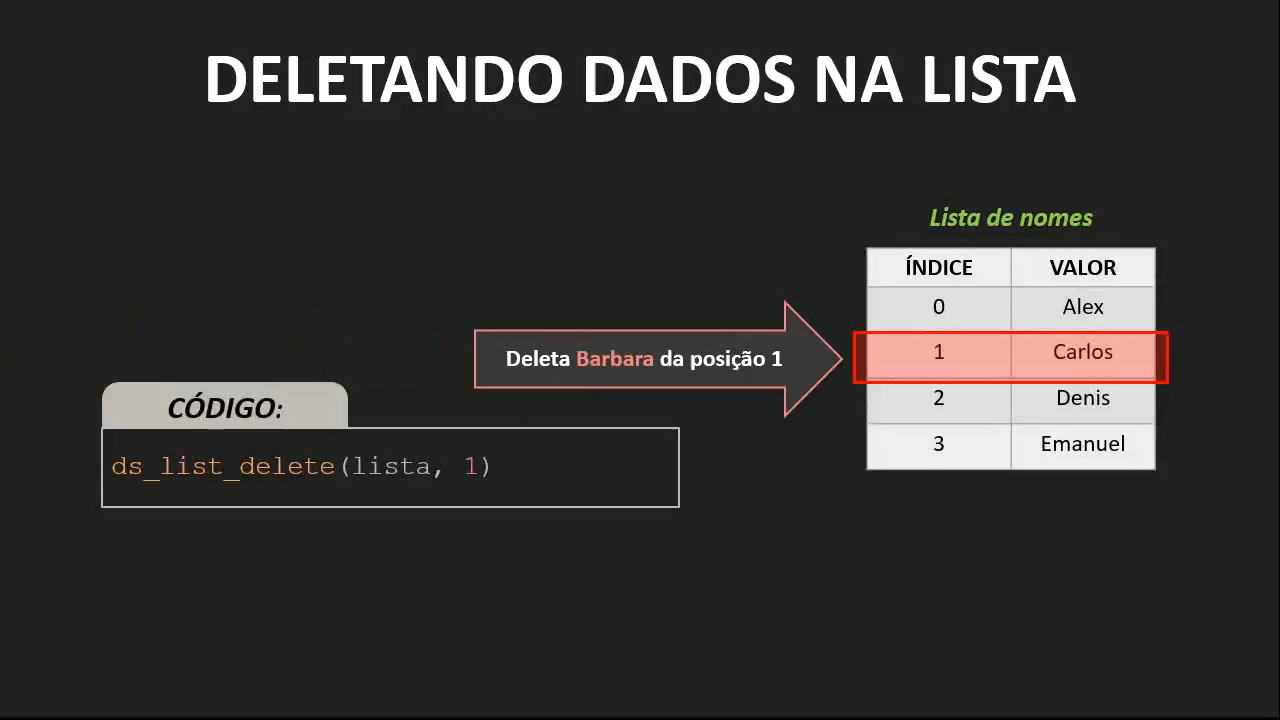 DELETANDO DADOS NA LISTA
Lista de nomes
ÍNDICE VALOR
0 Alex
Deleta Barbara da posição 1
1 Carlos
2 Denis
3 Emanuel
CÓDIGO:
ds_list_delete(lista, 1)